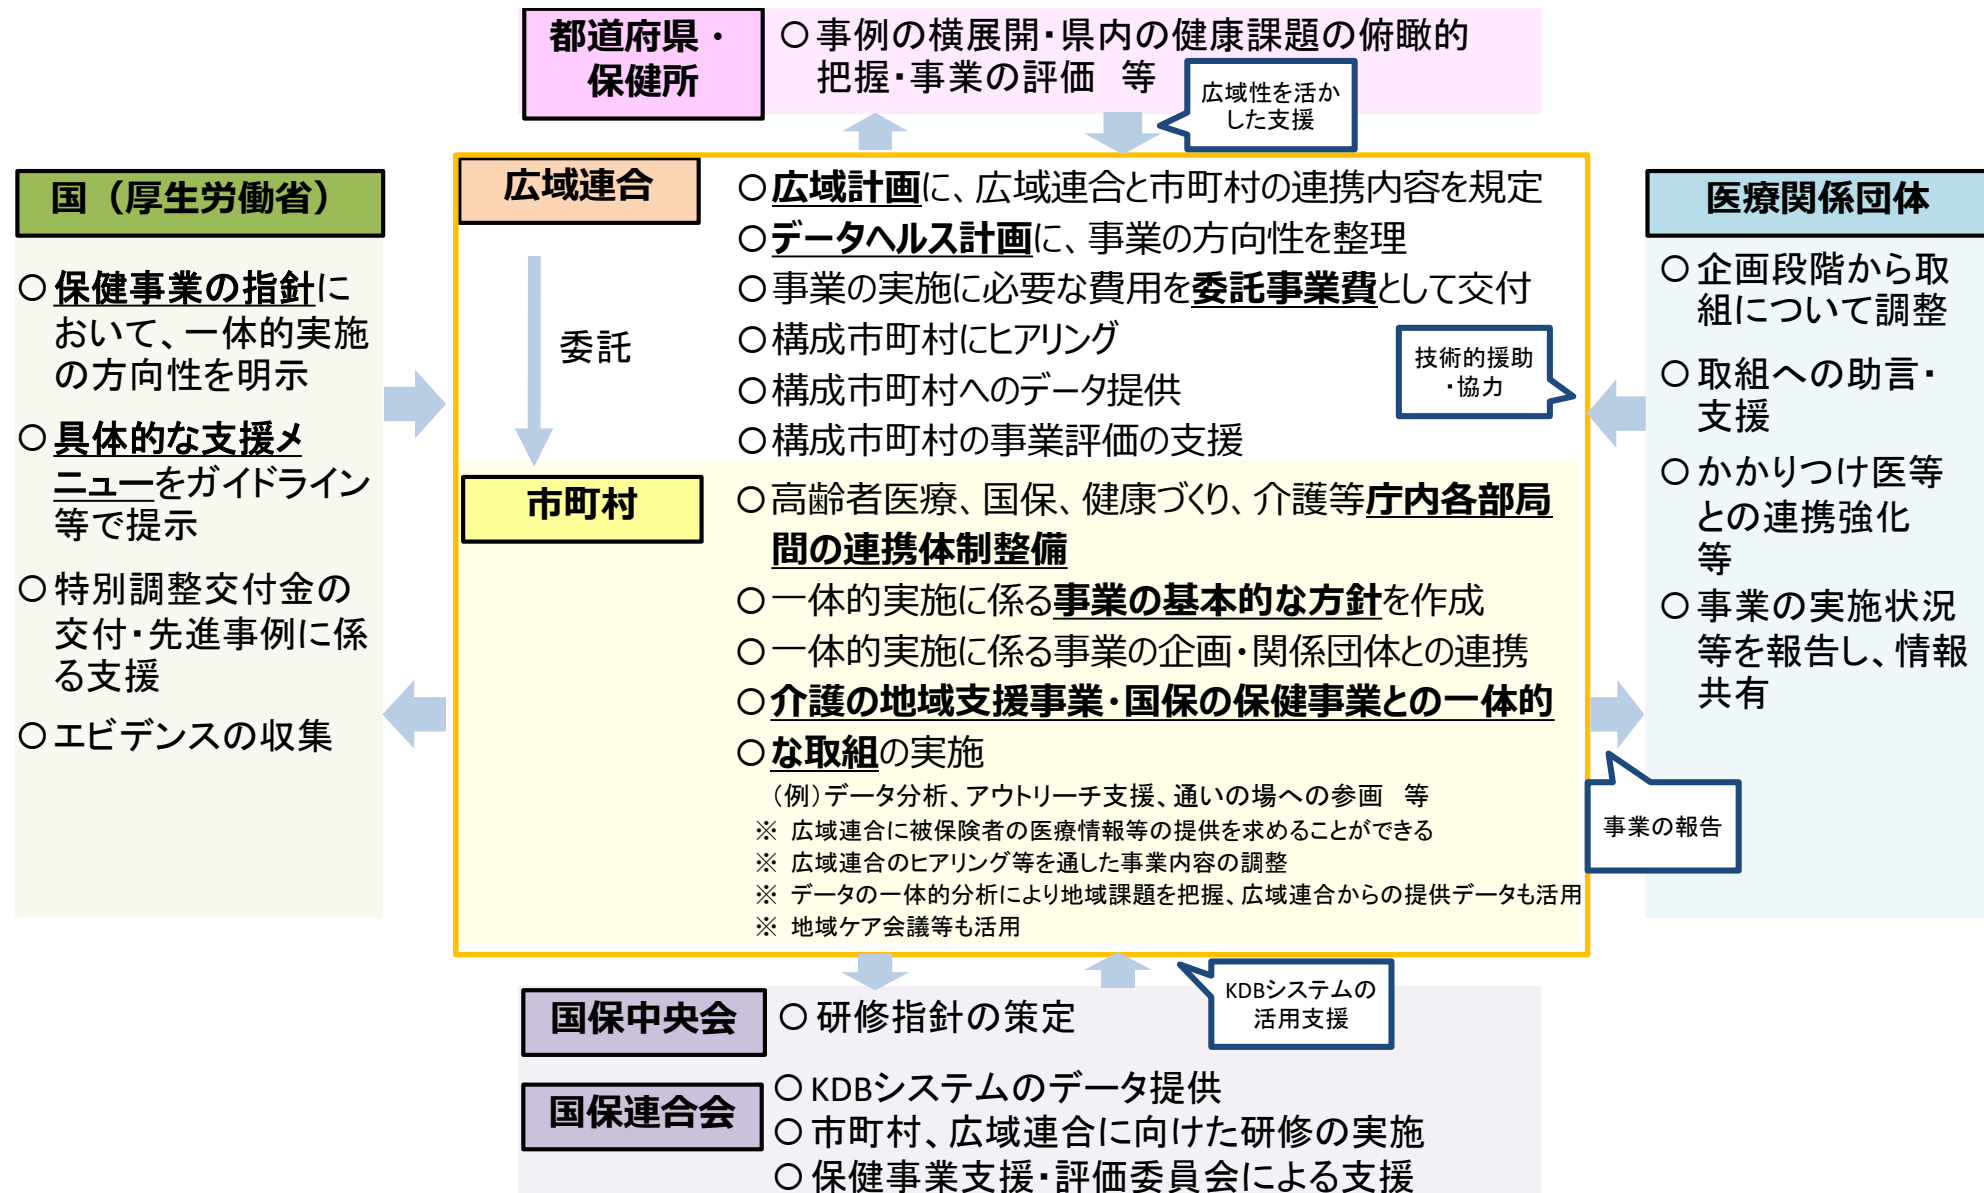 都道府県・
保健所
○事例の横展開・県内の健康課題の俯瞰的
把握・事業の評価　等
広域性を活か
した支援
国（厚生労働省）
○保健事業の指針に
おいて、一体的実施
の方向性を明示
○具体的な支援メ
ニューをガイドライン
等で提示
○特別調整交付金の
交付・先進事例に係
る支援
○エビデンスの収集
広域連合
委託
○広域計画に、広域連合と市町村の連携内容を規定
○データヘルス計画に、事業の方向性を整理
○事業の実施に必要な費用を委託事業費として交付
○構成市町村にヒアリング
○構成市町村へのデータ提供
○構成市町村の事業評価の支援
技術的援助
・協力
市町村
○高齢者医療、国保、健康づくり、介護等庁内各部局
間の連携体制整備
○一体的実施に係る事業の基本的な方針を作成
○一体的実施に係る事業の企画・関係団体との連携
○介護の地域支援事業・国保の保健事業との一体的
○な取組の実施
（例）データ分析、アウトリーチ支援、通いの場への参画　等
※ 広域連合に被保険者の医療情報等の提供を求めることができる
※ 広域連合のヒアリング等を通した事業内容の調整
※ データの一体的分析により地域課題を把握、広域連合からの提供データも活用
※ 地域ケア会議等も活用
医療関係団体
○企画段階から取
組について調整
○取組への助言・
支援
○かかりつけ医等
との連携強化
等
○事業の実施状況
等を報告し、情報
共有
事業の報告
国保中央会
○研修指針の策定
KDBシステムの
活用支援
国保連合会
○KDBシステムのデータ提供
○市町村、広域連合に向けた研修の実施
○保健事業支援・評価委員会による支援